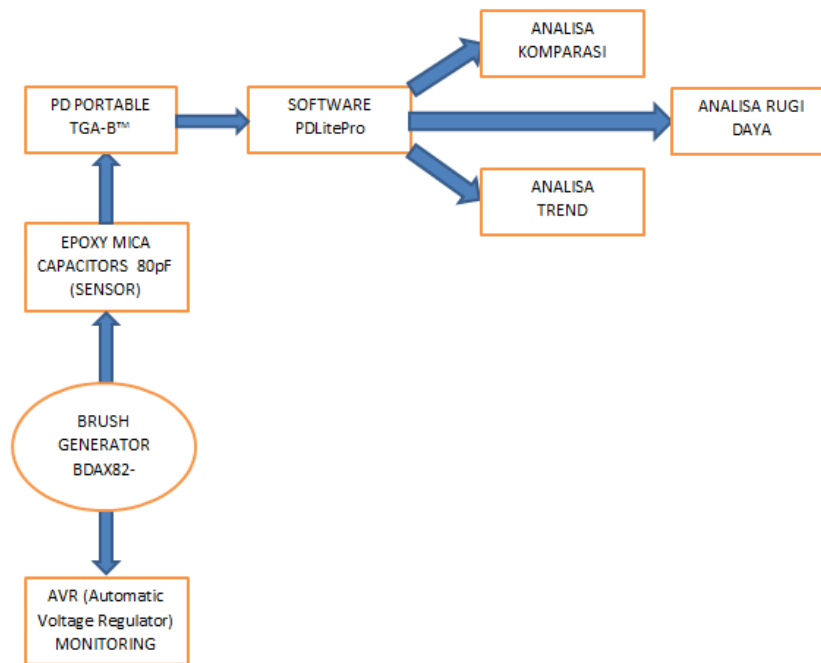 ANALISA
KOMPARASI
PD PORTABLE
TGA-B™
SOFTWARE
PDLitePro
ANALISA RUGI
DAYA
ANALISA
TREND
EPOXY MICA
CAPACITORS 80pF
(SENSOR)
BRUSH
GENERATOR
BDAX82-
AVR (Automatic
Voltage Regulator)
MONITORING